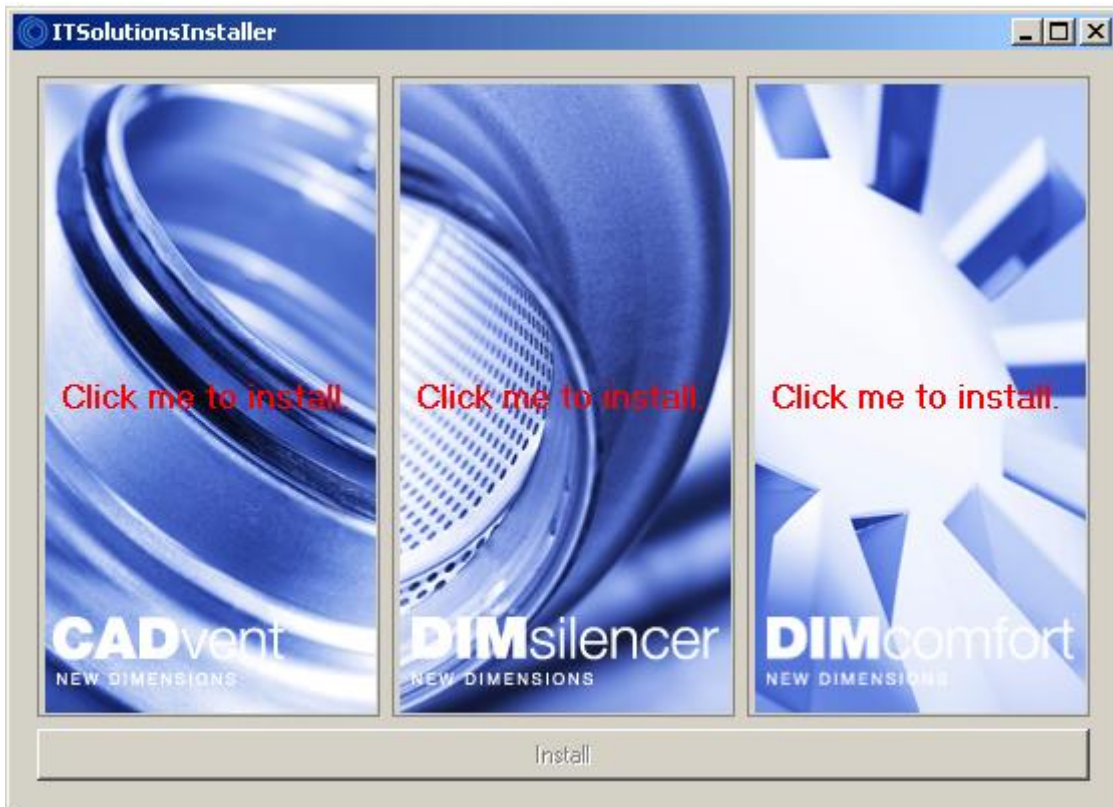 ITSolutionsInstaller
Click me to install.
Click me to install.
Click me to install.
CADvent
NEW DIMENSIONS
DIMsilencer
NEW DIMENSIONS
DIMcomfort
NEW DIMENSIONS
Install